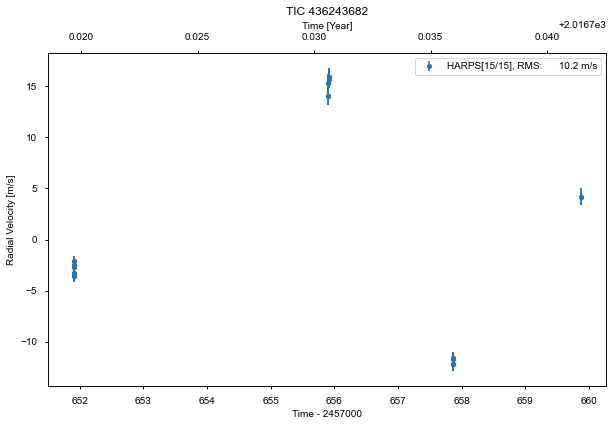 TIC 436243682
Time [Year]
+2.0167e3
0.020 0.025 0.030 0.035 0.040
HARPS[15/15], RMS: 10.2 m/s
Radial Velocity [m/s]
15
10
5
0
−5
−10
652 653 654 655 656 657 658 659 660
Time - 2457000